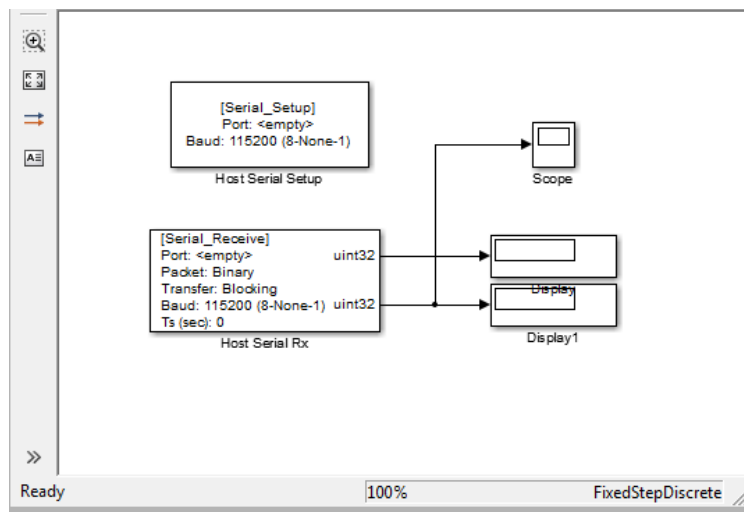 [Serial_Setup]
Port: <empty>
Baud: 115200 (8-None-1)
Host Serial Setup
Scope
[Serial_Receive]
Port: <empty>
Packet: Binary
Transfer: Blocking
Baud: 115200 (8-None-1)
Ts (sec): 0
uint32
uint32
Host Serial Rx
Display
Display1
Ready
100%
FixedStepDiscrete